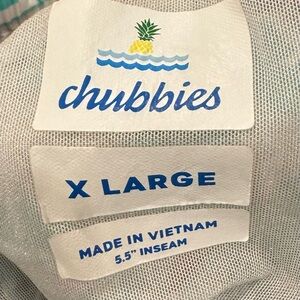 chubbies
X LARGE
MADE IN VIETNAM
5.5" INSEAM